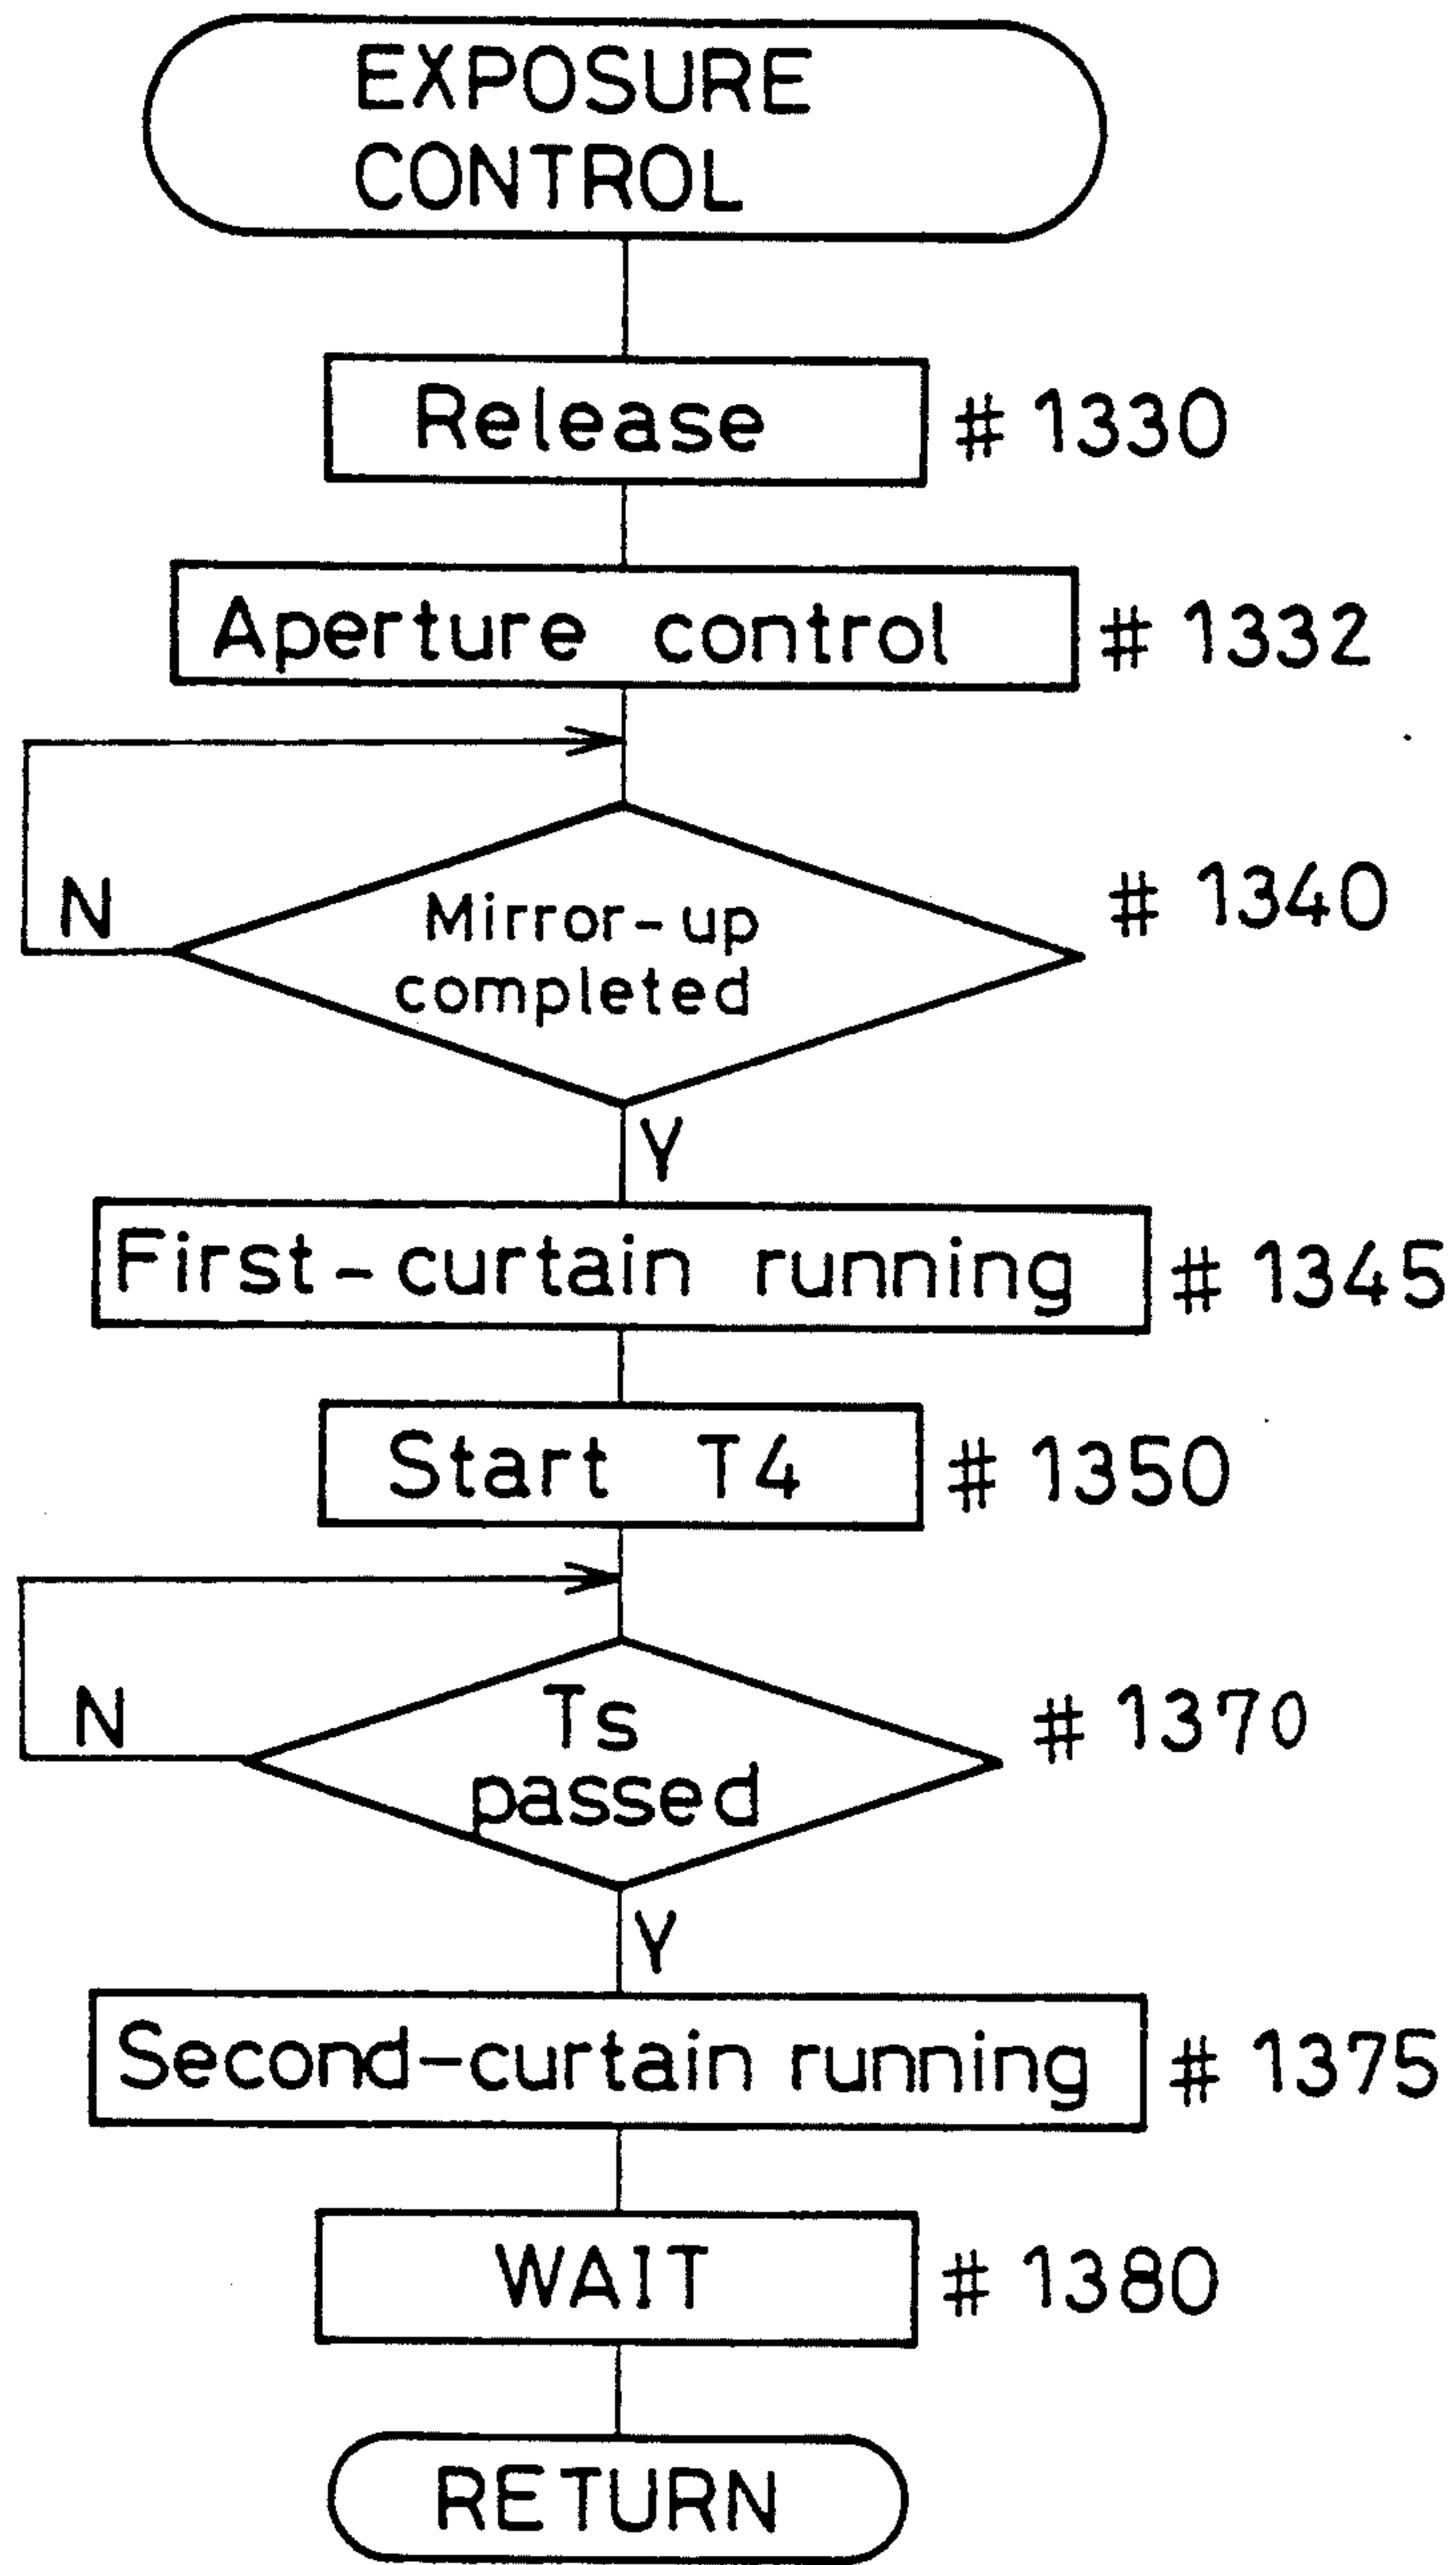 EXPOSURE
CONTROL
Release # 1330
Aperture control # 1332
N
Mirror-up
completed
# 1340
Y
First-curtain running # 1345
Start T4 # 1350
N
Ts
passed
# 1370
Y
Second-curtain running # 1375
WAIT # 1380
RETURN